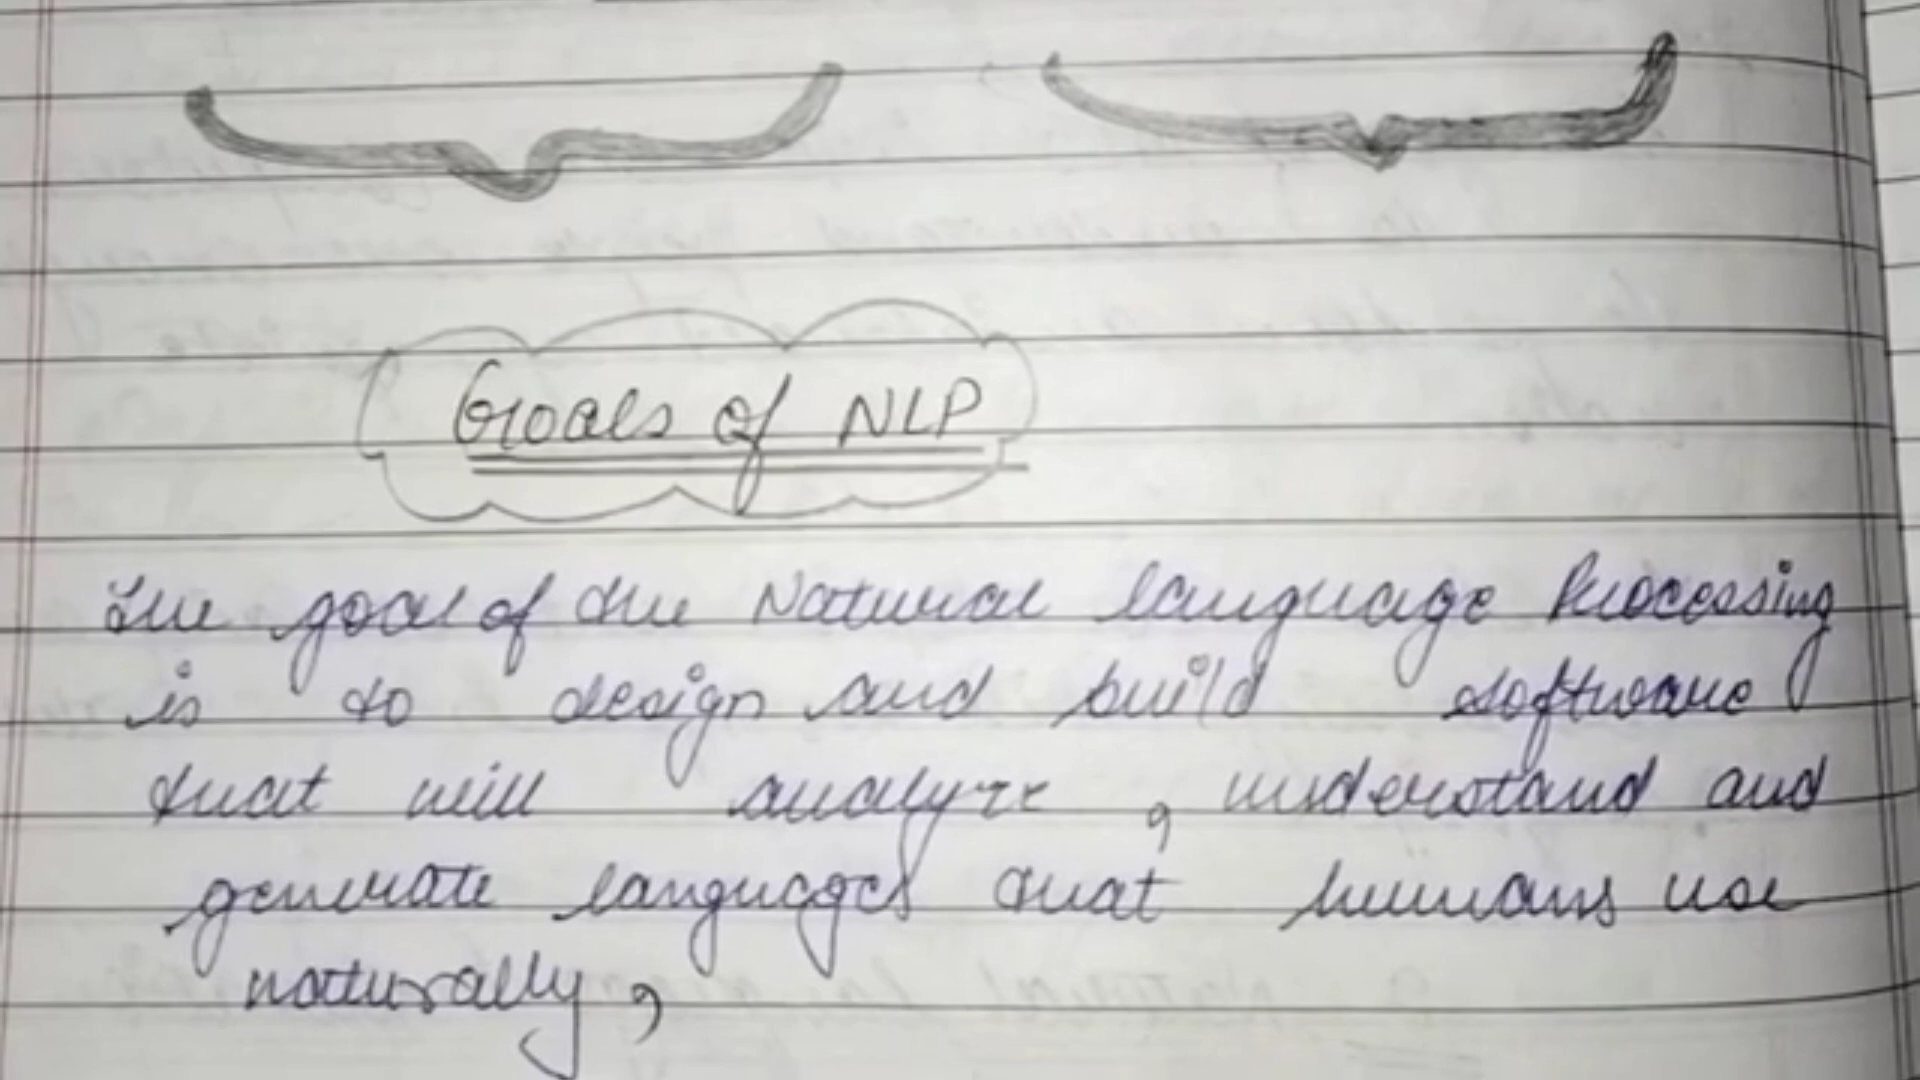 Goals of NLP
The goal of the Natural language Processing
is to design and build software
that will analyze , understand and
generate languages that humans use
naturally ,